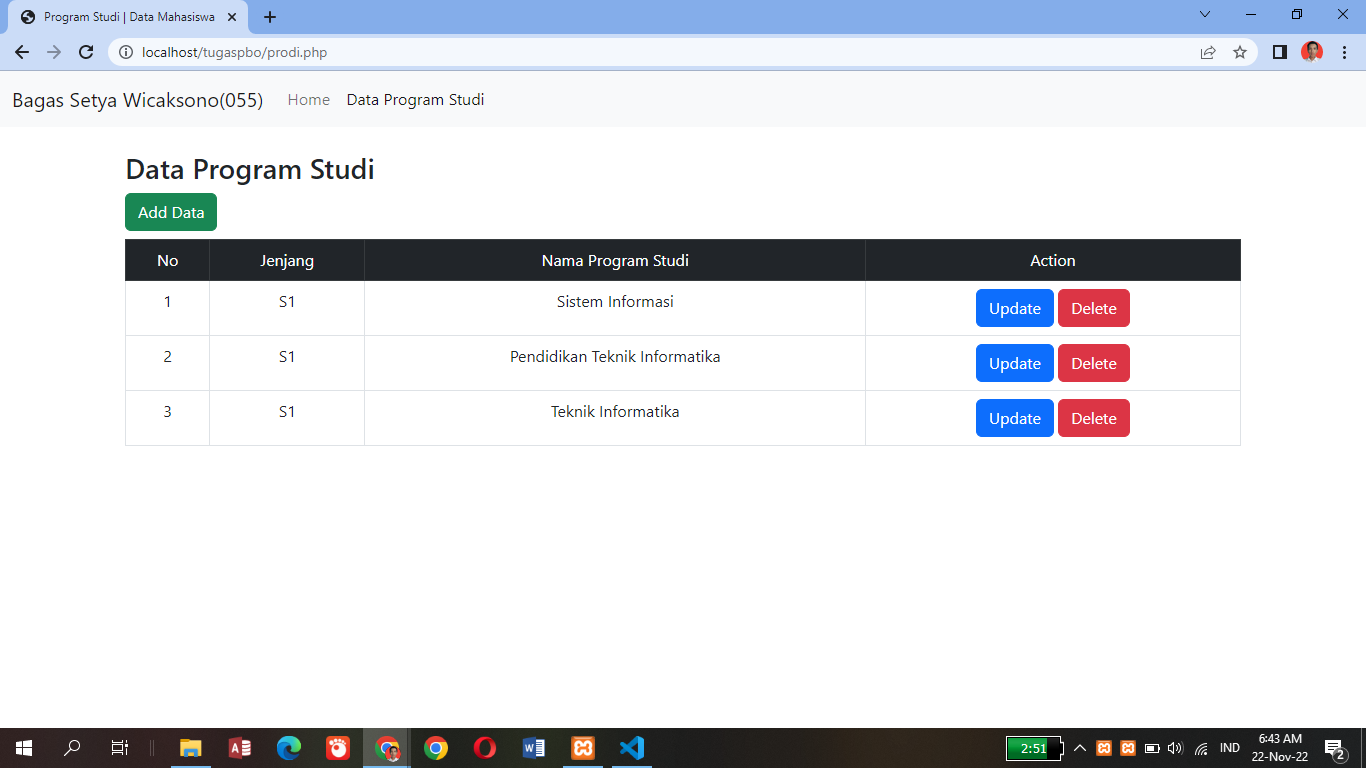 Program Studi | Data Mahasiswa
localhost/tugaspbo/prodi.php
Bagas Setya Wicaksono(055) Home Data Program Studi
Data Program Studi
Add Data
No Jenjang Nama Program Studi Action
1 S1 Sistem Informasi Update Delete
2 S1 Pendidikan Teknik Informatika Update Delete
3 S1 Teknik Informatika Update Delete
2:51 IND 6:43 AM
22-Nov-22 2